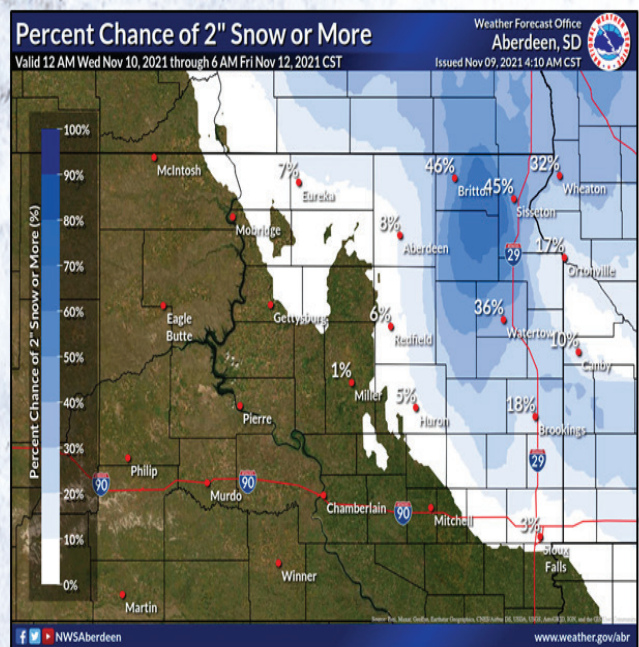 Percent Chance of 2" Snow or More
Valid 12 AM Wed Nov 10, 2021 through 6 AM Fri Nov 12, 2021 CST
Weather Forecast Office
Aberdeen, SD
Issued Nov 09, 2021 4:10 AM CST
Percent Chance of 2" Snow or More (%)
100%
90%
80%
70%
60%
50%
40%
30%
20%
10%
0%
McIntosh
7%
Eureka
46%
Britton
45%
Sisseton
32%
Wheaton
Mobridge
8%
Aberdeen
29
17%
Ortonville
Eagle
Butte
Gettysburg
6%
Redfield
36%
Watertow
10%
Canby
1%
Miller
5%
Huron
18%
Brookings
Pierre
29
Philip
90
Murdo
90
Chamberlain
90
Mitchell
3%
Sioux
Falls
Winner
Martin
NWSAberdeen
www.weather.gov/abr